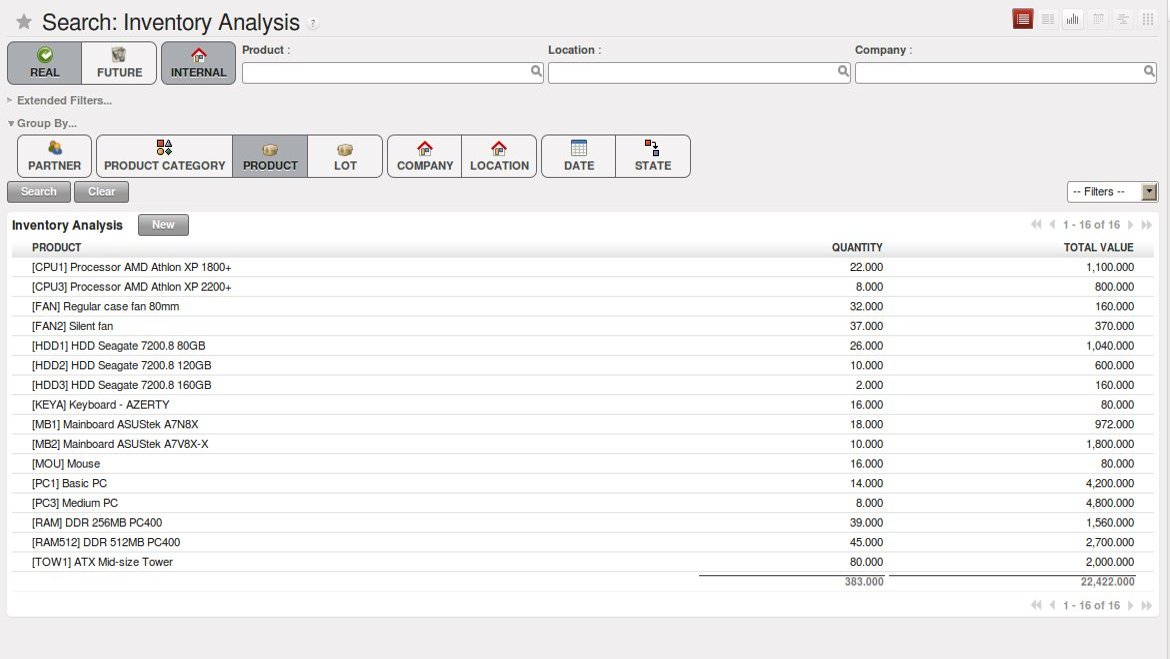 Search: Inventory Analysis ?
REAL FUTURE INTERNAL Product : Location : Company :
Extended Filters...
Group By...
PARTNER PRODUCT CATEGORY PRODUCT LOT COMPANY LOCATION DATE STATE
Search Clear -- Filters --
Inventory Analysis New 1 - 16 of 16
PRODUCT QUANTITY TOTAL VALUE
[CPU1] Processor AMD Athlon XP 1800+ 22.000 1,100.000
[CPU3] Processor AMD Athlon XP 2200+ 8.000 800.000
[FAN] Regular case fan 80mm 32.000 160.000
[FAN2] Silent fan 37.000 370.000
[HDD1] HDD Seagate 7200.8 80GB 26.000 1,040.000
[HDD2] HDD Seagate 7200.8 120GB 10.000 600.000
[HDD3] HDD Seagate 7200.8 160GB 2.000 160.000
[KEYA] Keyboard - AZERTY 16.000 80.000
[MB1] Mainboard ASUStek A7N8X 18.000 972.000
[MB2] Mainboard ASUStek A7V8X-X 10.000 1,800.000
[MOU] Mouse 16.000 80.000
[PC1] Basic PC 14.000 4,200.000
[PC3] Medium PC 8.000 4,800.000
[RAM] DDR 256MB PC400 39.000 1,560.000
[RAM512] DDR 512MB PC400 45.000 2,700.000
[TOW1] ATX Mid-size Tower 80.000 2,000.000
383.000 22,422.000
1 - 16 of 16